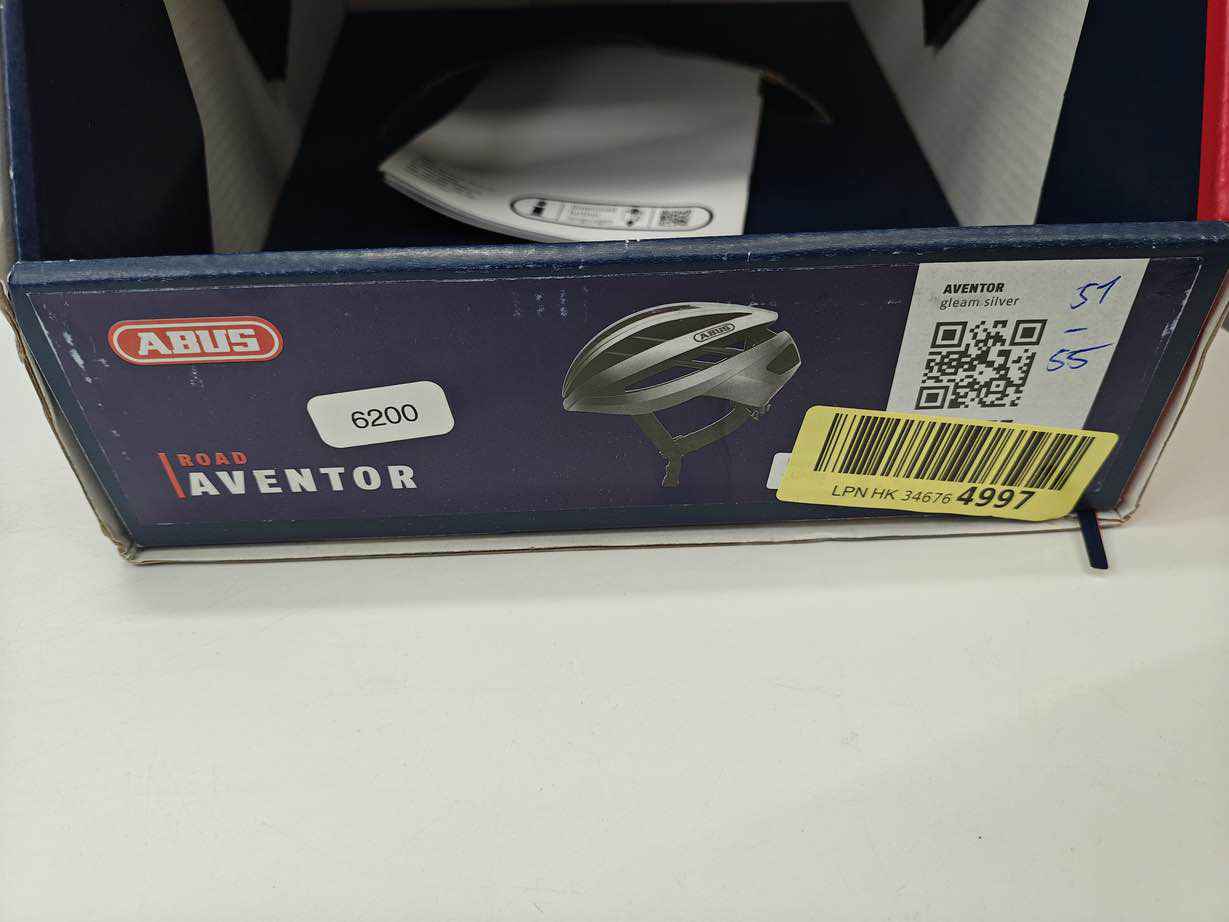 ABUS
6200
ROAD
AVENTOR
ABUS
AVENTOR
gleam silver
51
-
55
LPN HK 34676 4997